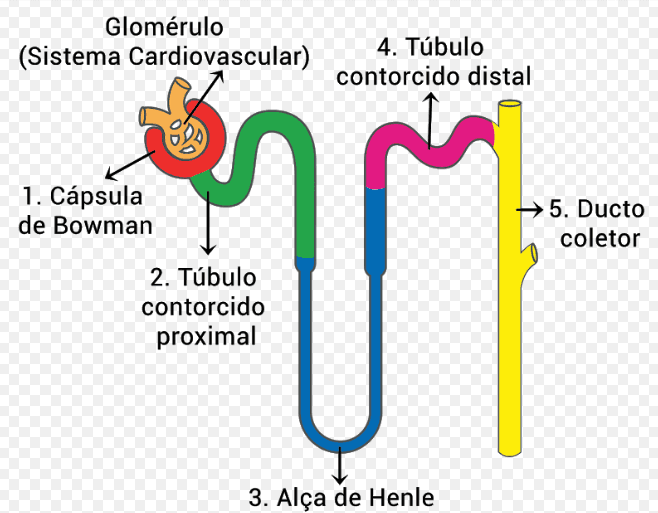 Glomérulo
(Sistema Cardiovascular)
4. Túbulo
contorcido distal
1. Cápsula
de Bowman
5. Ducto
coletor
2. Túbulo
contorcido
proximal
3. Alça de Henle